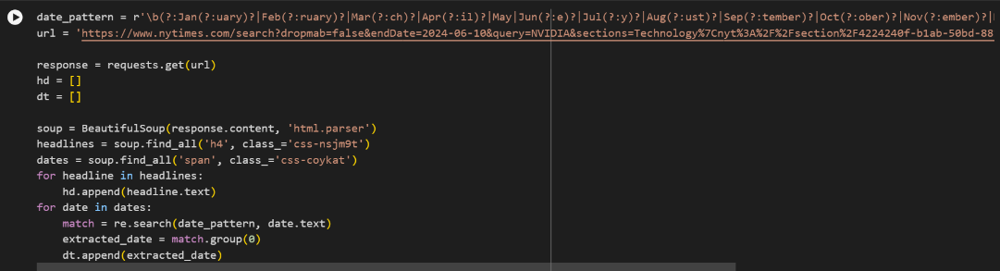 date_pattern = r'\b(?:Jan(?:uary)?|Feb(?:ruary)?|Mar(?:ch)?|Apr(?:il)?|May|Jun(?:e)?|Jul(?:y)?|Aug(?:ust)?|Sep(?:tember)?|Oct(?:ober)?|Nov(?:ember)?|
url = 'https://www.nytimes.com/search?dropmab=false&endDate=2024-06-10&query=NVIDIA&sections=Technology%7Cnyt%3A%2F%2Fsection%2F4224240f-b1ab-50bd-88
response = requests.get(url)
hd = []
dt = []
soup = BeautifulSoup(response.content, 'html.parser')
headlines = soup.find_all('h4', class_='css-nsjm9t')
dates = soup.find_all('span', class_='css-coykat')
for headline in headlines:
    hd.append(headline.text)
for date in dates:
    match = re.search(date_pattern, date.text)
    extracted_date = match.group(0)
    dt.append(extracted_date)